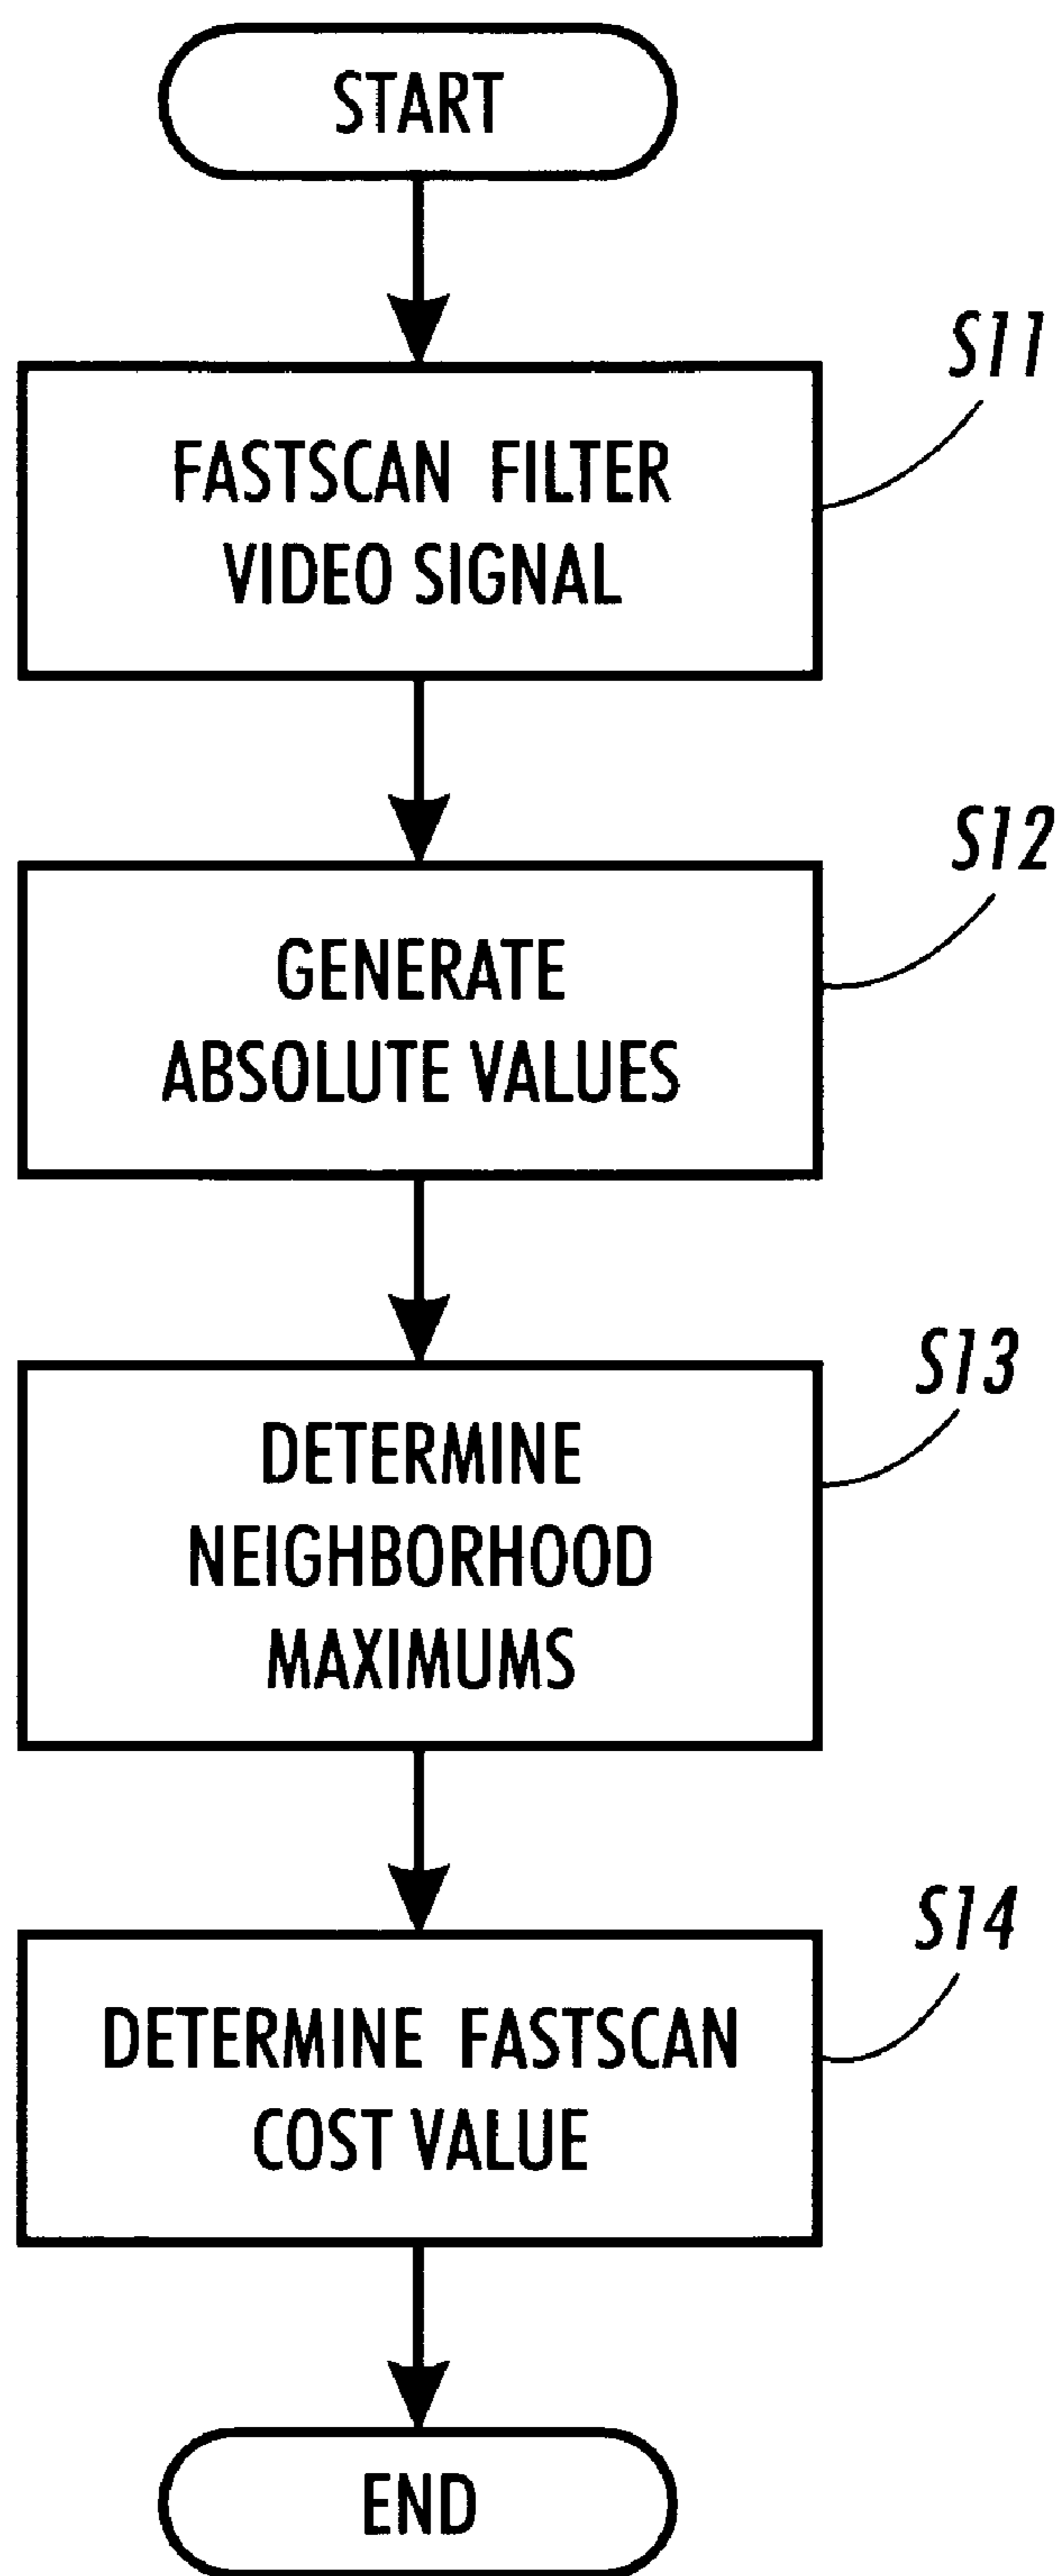 START
S11
FASTSCAN FILTER
VIDEO SIGNAL
S12
GENERATE
ABSOLUTE VALUES
S13
DETERMINE
NEIGHBORHOOD
MAXIMUMS
S14
DETERMINE FASTSCAN
COST VALUE
END